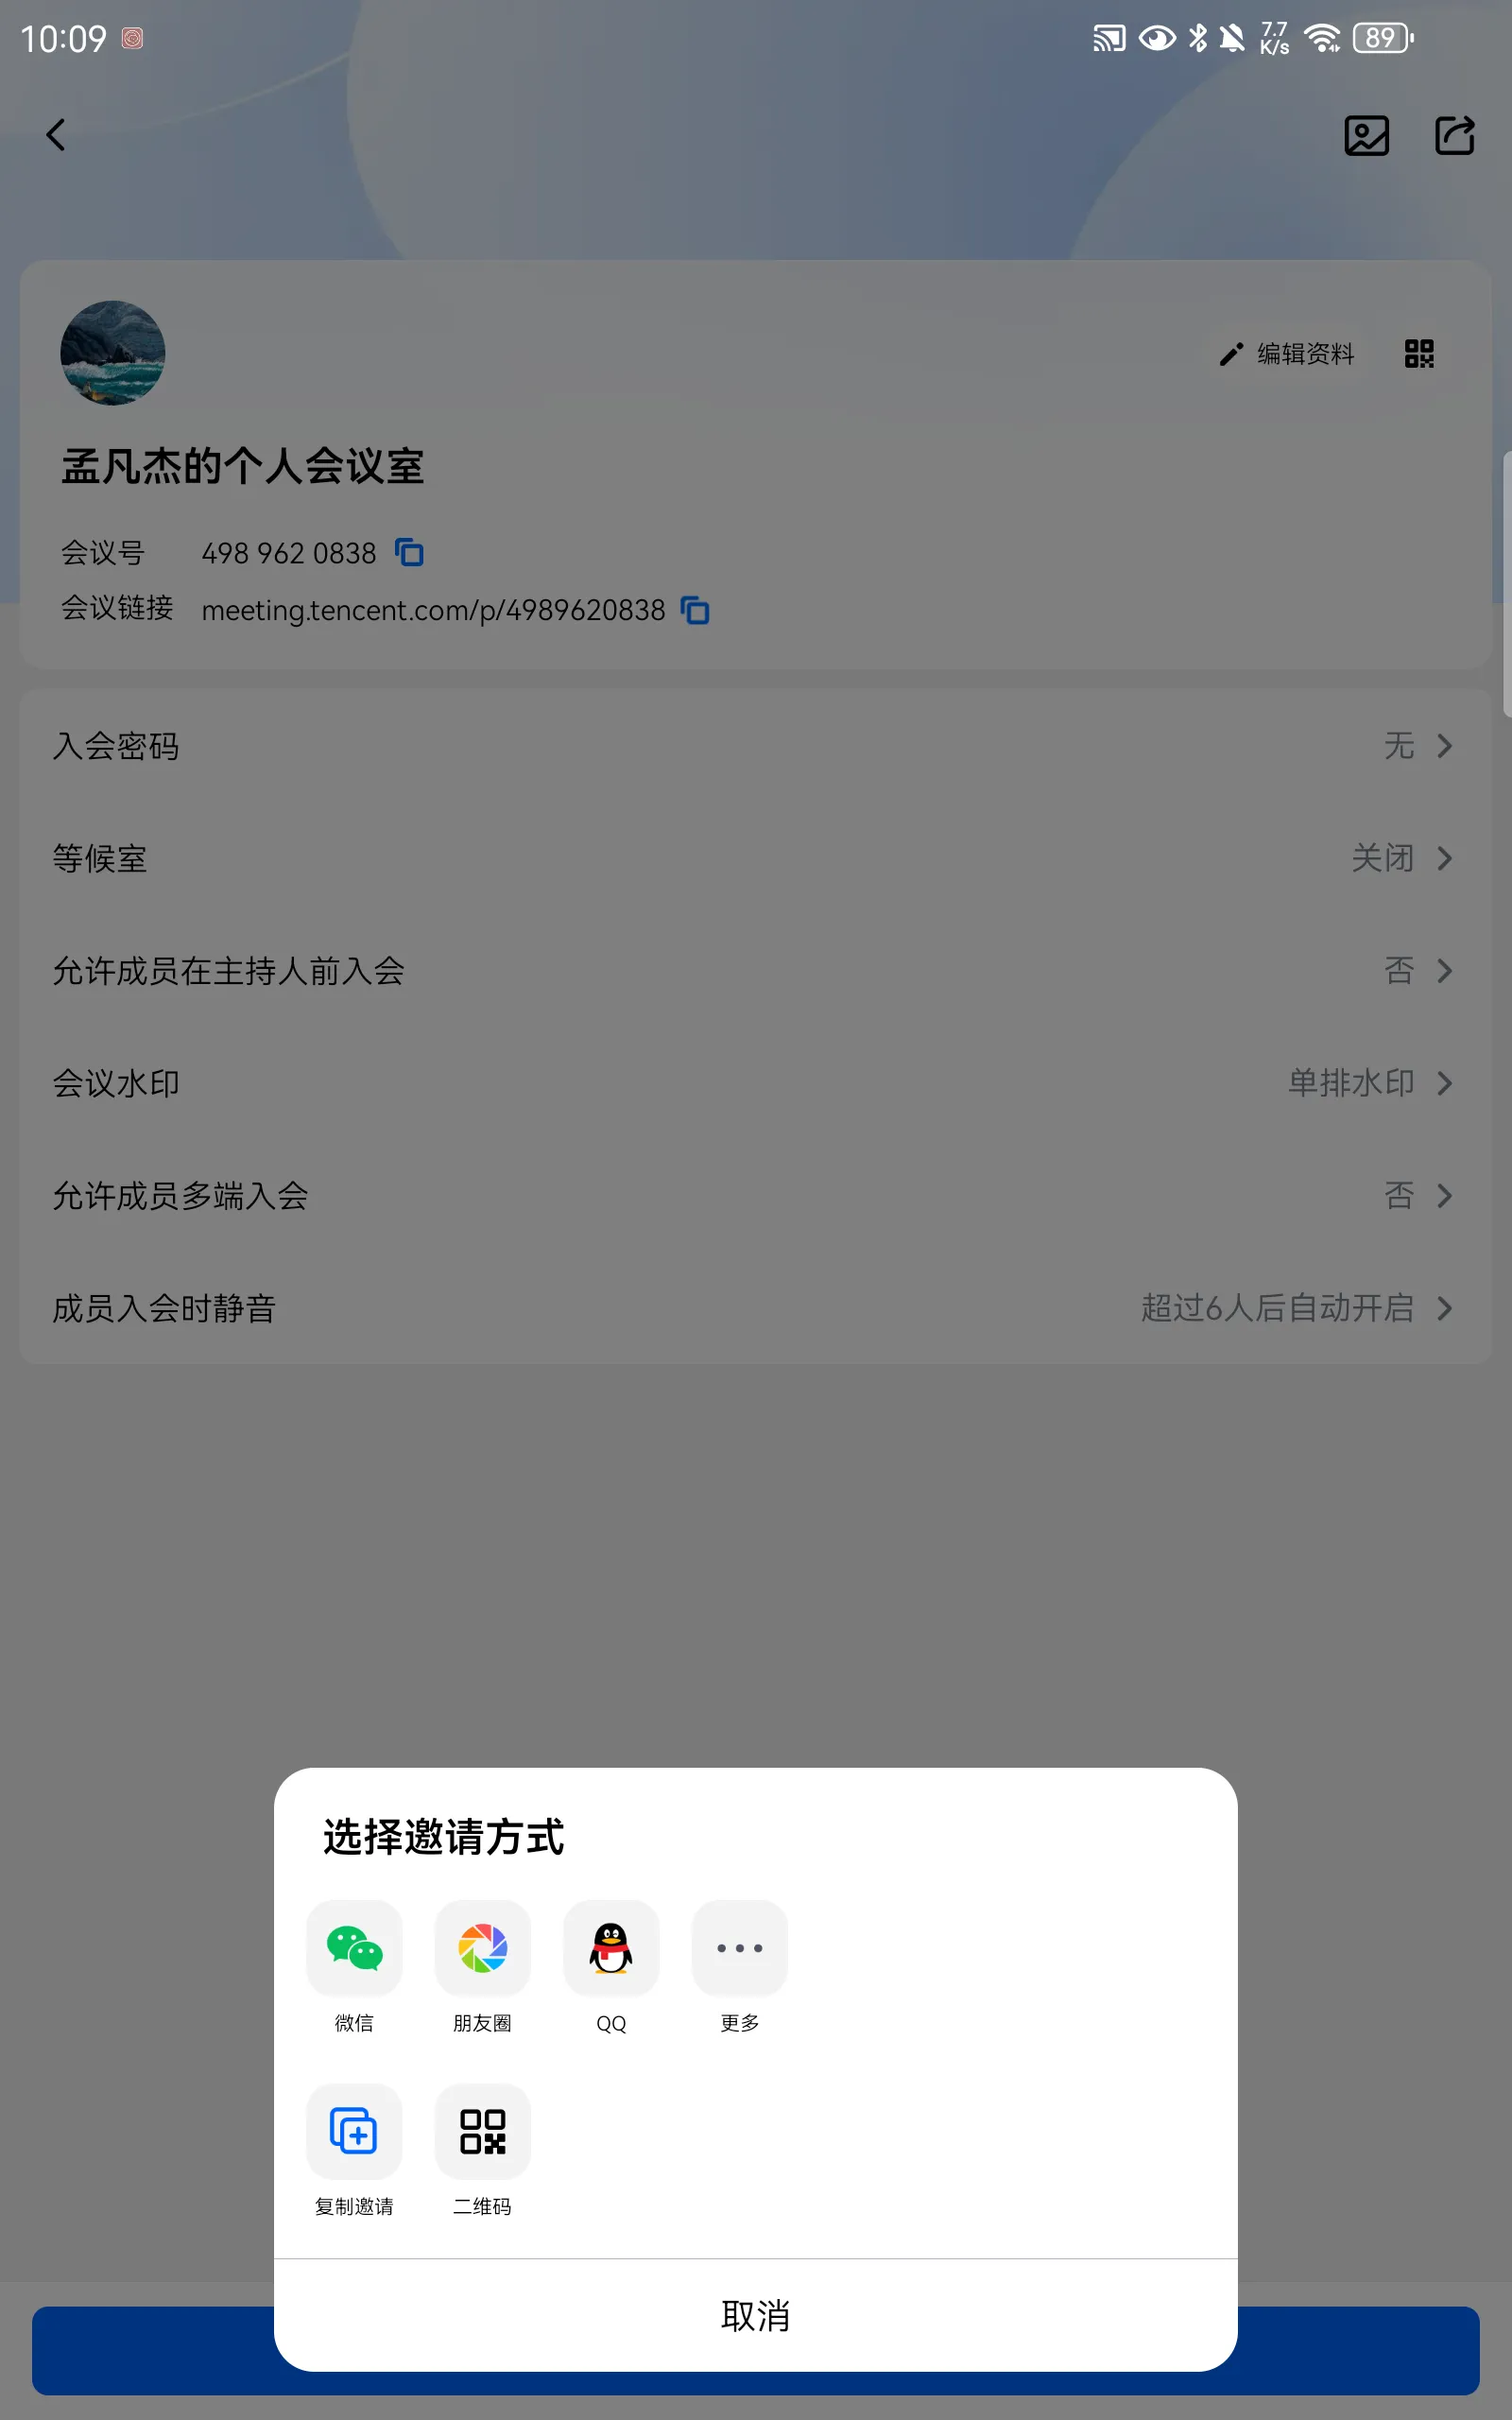 10:09
7.7
K/s
89
编辑资料
孟凡杰的个人会议室
会议号 498 962 0838
会议链接 meeting.tencent.com/p/4989620838
入会密码 无
等候室 关闭
允许成员在主持人前入会 否
会议水印 单排水印
允许成员多端入会 否
成员入会时静音 超过6人后自动开启
选择邀请方式
微信 朋友圈 QQ 更多
复制邀请 二维码
取消